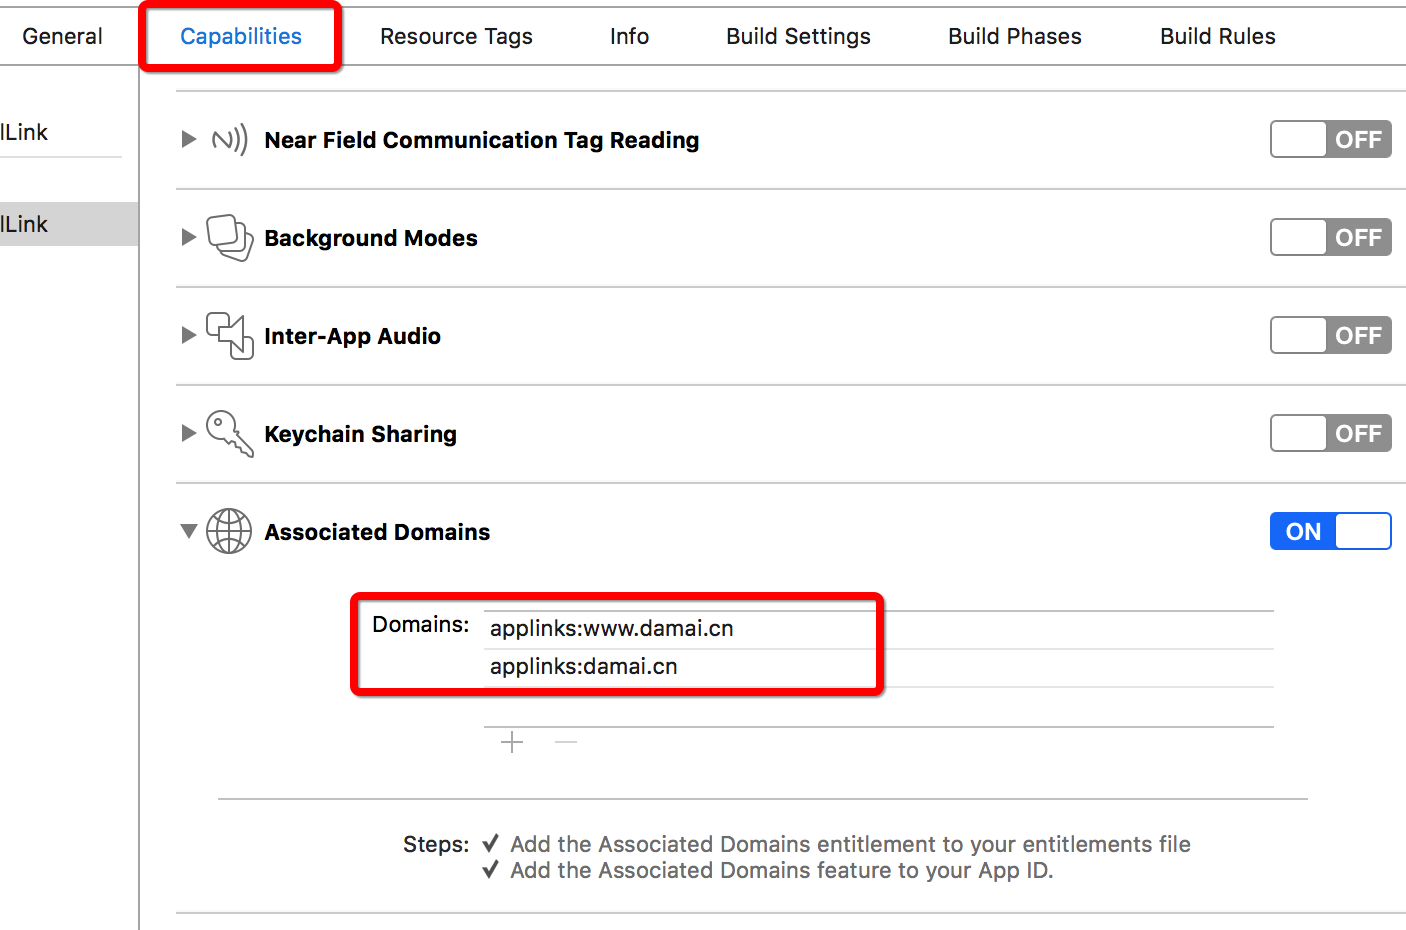 General Capabilities Resource Tags Info Build Settings Build Phases Build Rules
lLink
Near Field Communication Tag Reading OFF
lLink
Background Modes OFF
Inter-App Audio OFF
Keychain Sharing OFF
Associated Domains ON
Domains: applinks:www.damai.cn
applinks:damai.cn
Steps: ✓ Add the Associated Domains entitlement to your entitlements file
✓ Add the Associated Domains feature to your App ID.